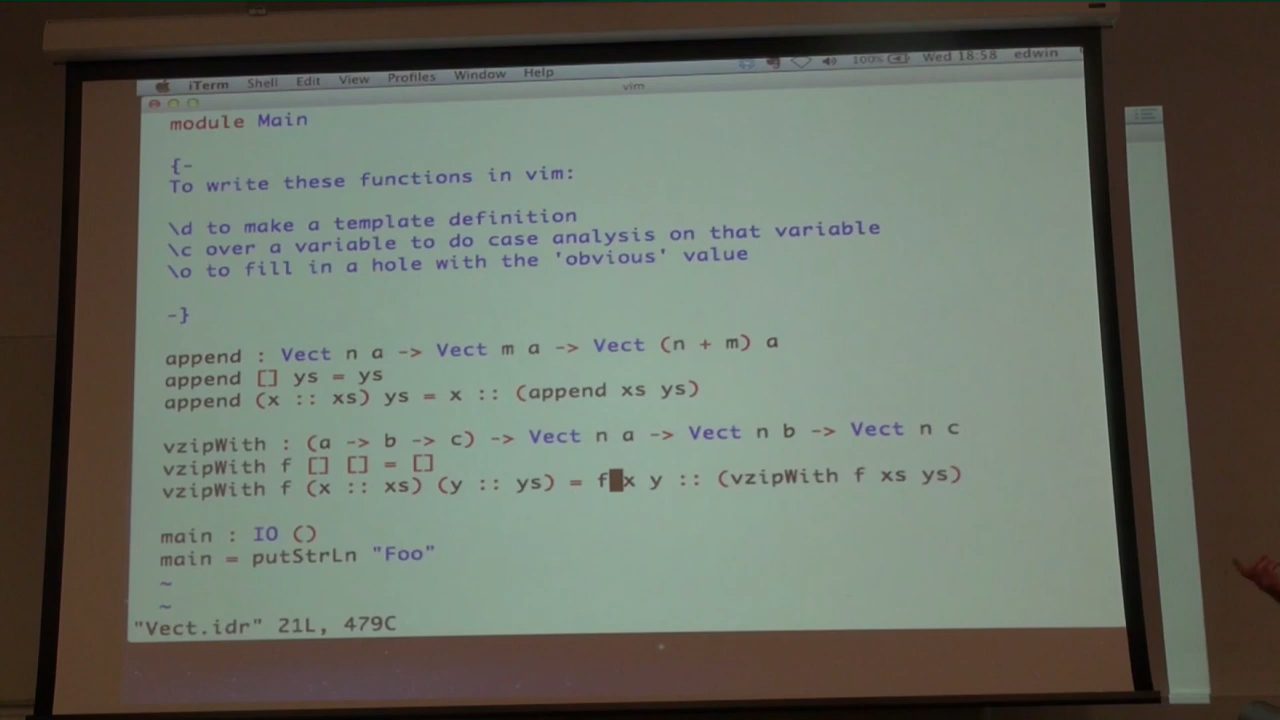 iTerm Shell Edit View Profiles Window Help 100% Wed 18:58 edwin
vim
module Main
{-
To write these functions in vim:
\d to make a template definition
\c over a variable to do case analysis on that variable
\o to fill in a hole with the 'obvious' value
-}
append : Vect n a -> Vect m a -> Vect (n + m) a
append [] ys = ys
append (x :: xs) ys = x :: (append xs ys)
vzipWith : (a -> b -> c) -> Vect n a -> Vect n b -> Vect n c
vzipWith f [] [] = []
vzipWith f (x :: xs) (y :: ys) = f x y :: (vzipWith f xs ys)
main : IO ()
main = putStrLn "Foo"
~
~
"Vect.idr" 21L, 479C